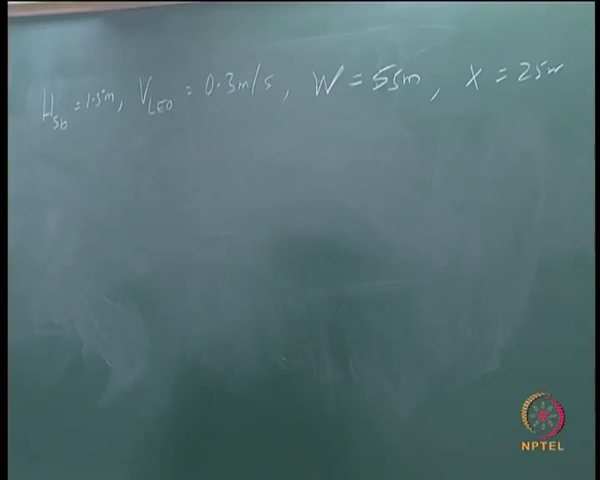 H_sb = 1.5m, V_LEO = 0.3m/s, W = 55m, X = 25m
NPTEL